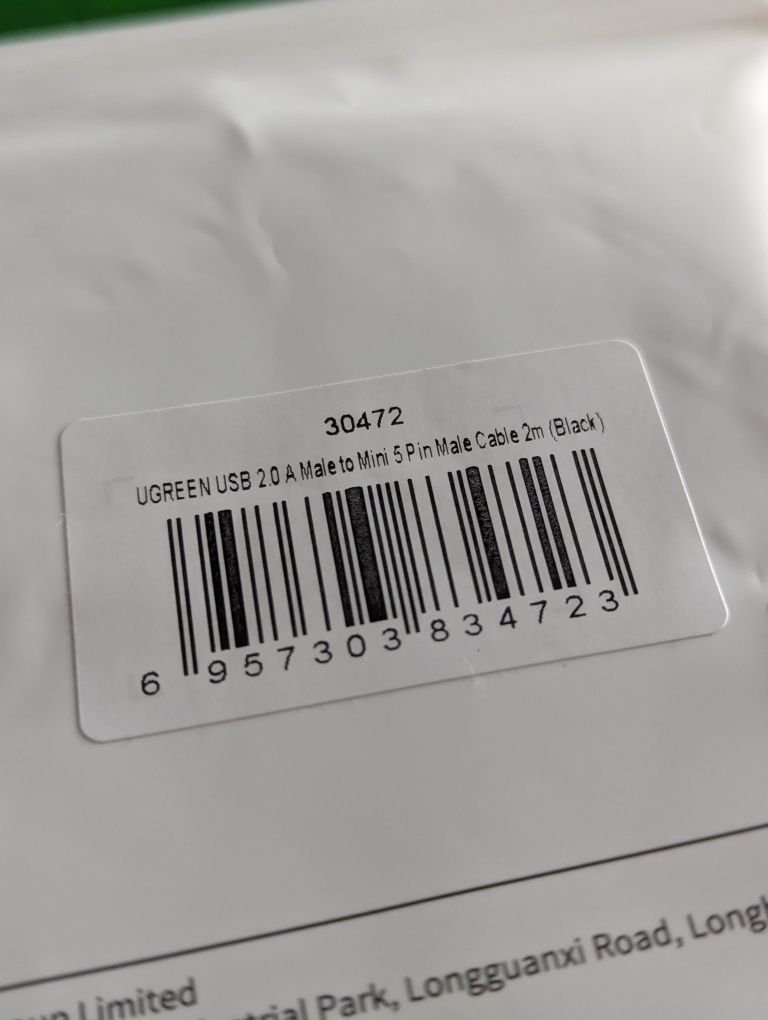 30472
UGREEN USB 2.0 A Male to Mini 5 Pin Male Cable 2m (Black)
6 957303 834723
Limited
Park, Longguanxi Road,